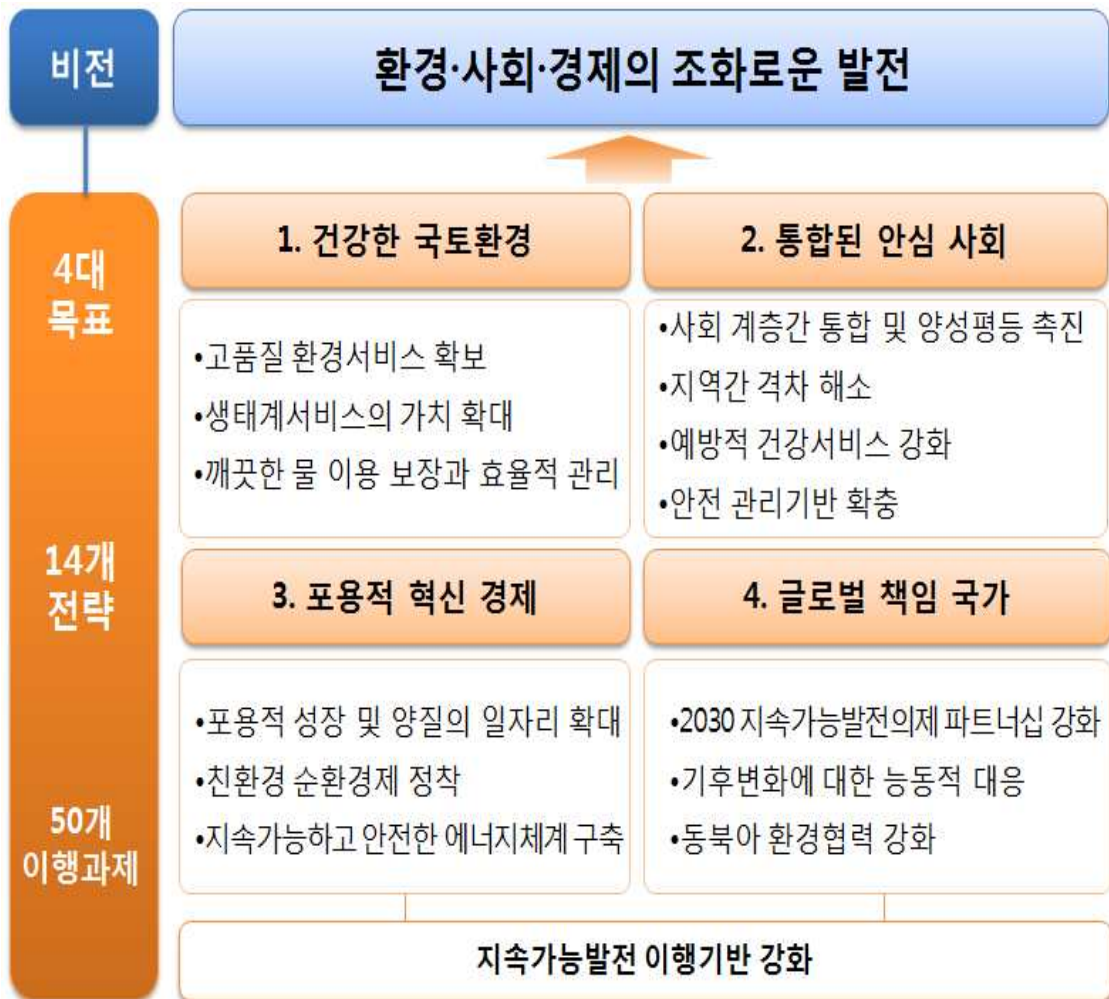 비전
환경·사회·경제의 조화로운 발전
4대
목표
14개
전략
50개
이행과제
1. 건강한 국토환경
•고품질 환경서비스 확보
•생태계서비스의 가치 확대
•깨끗한 물 이용 보장과 효율적 관리
2. 통합된 안심 사회
•사회 계층간 통합 및 양성평등 촉진
•지역간 격차 해소
•예방적 건강서비스 강화
•안전 관리기반 확충
3. 포용적 혁신 경제
•포용적 성장 및 양질의 일자리 확대
•친환경 순환경제 정착
•지속가능하고 안전한 에너지체계 구축
4. 글로벌 책임 국가
•2030 지속가능발전의제 파트너십 강화
•기후변화에 대한 능동적 대응
•동북아 환경협력 강화
지속가능발전 이행기반 강화